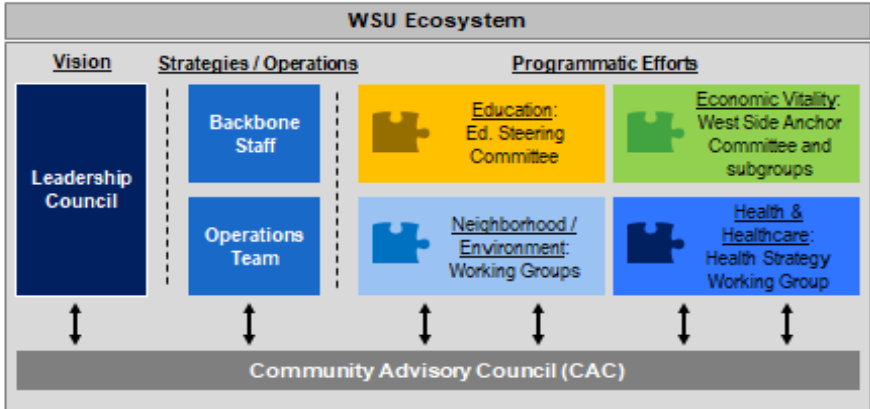 WSU Ecosystem
Vision
Strategies / Operations
Programmatic Efforts
Leadership
Council
Backbone
Staff
Operations
Team
Education:
Ed. Steering
Committee
Economic Vitality:
West Side Anchor
Committee and
subgroups
Neighborhood /
Environment:
Working Groups
Health &
Healthcare:
Health Strategy
Working Group
Community Advisory Council (CAC)